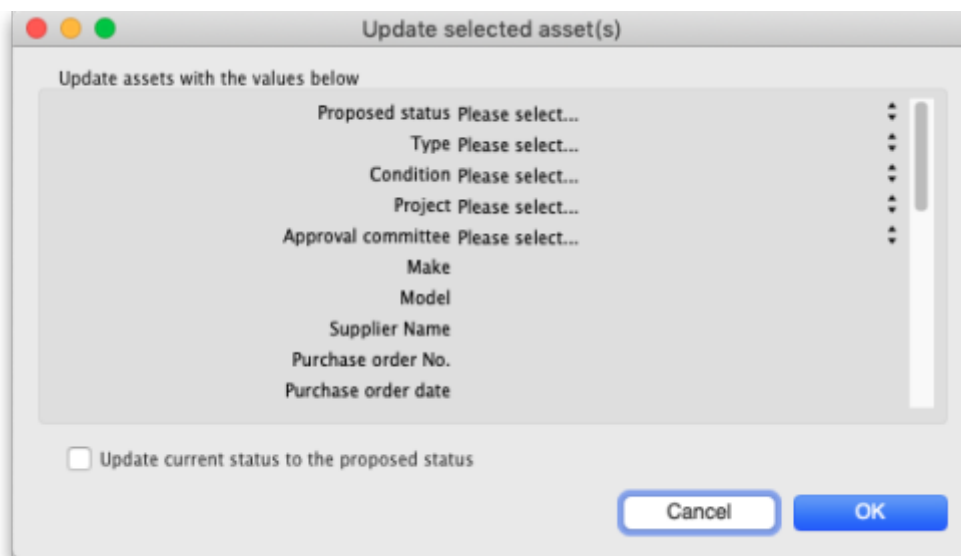 Update selected asset(s)
Update assets with the values below
Proposed status Please select...
Type Please select...
Condition Please select...
Project Please select...
Approval committee Please select...
Make
Model
Supplier Name
Purchase order No.
Purchase order date
Update current status to the proposed status
Cancel OK